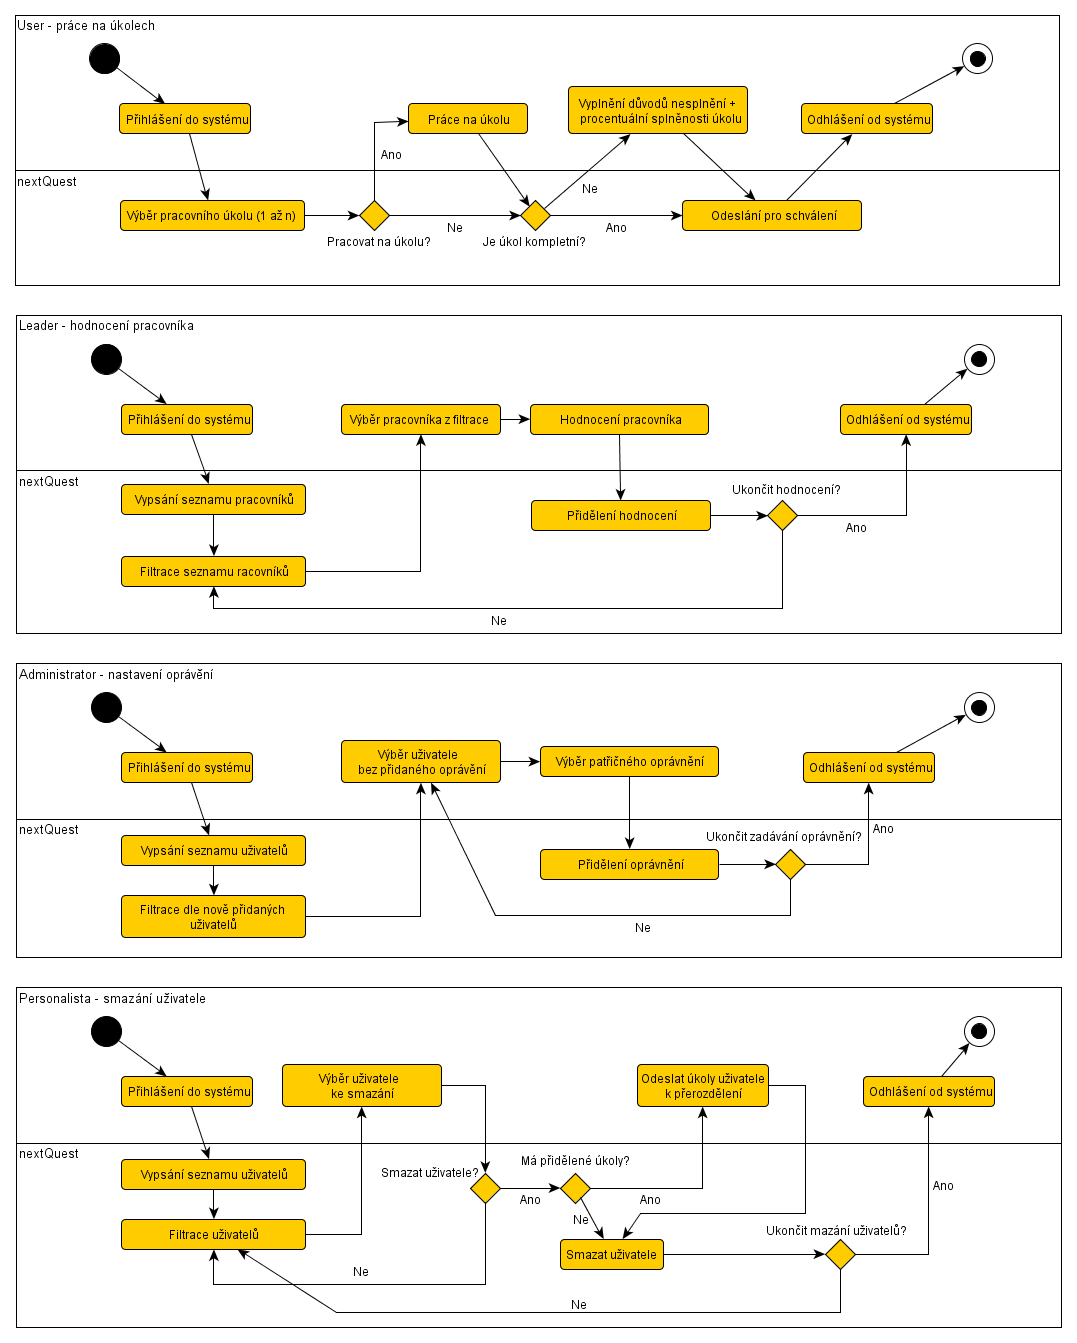 User - práce na úkolech
Přihlášení do systému
Práce na úkolu
Vyplnění důvodů nesplnění +
procentuální splněnosti úkolu
Odhlášení od systému
Ano
nextQuest
Ne
Výběr pracovního úkolu (1 až n)
Odeslání pro schválení
Ne
Ano
Pracovat na úkolu?
Je úkol kompletní?
Leader - hodnocení pracovníka
Přihlášení do systému
Výběr pracovníka z filtrace
Hodnocení pracovníka
Odhlášení od systému
nextQuest
Ukončit hodnocení?
Vypsání seznamu pracovníků
Přidělení hodnocení
Ano
Filtrace seznamu racovníků
Ne
Administrator - nastavení oprávění
Výběr uživatele
bez přidaného oprávění
Výběr patřičného oprávnění
Přihlášení do systému
Odhlášení od systému
nextQuest
Ano
Ukončit zadávání oprávnění?
Vypsání seznamu uživatelů
Přidělení oprávnění
Filtrace dle nově přidaných
uživatelů
Ne
Personalista - smazání uživatele
Výběr uživatele
ke smazání
Odeslat úkoly uživatele
k přerozdělení
Přihlášení do systému
Odhlášení od systému
nextQuest
Má přidělené úkoly?
Smazat uživatele?
Vypsání seznamu uživatelů
Ano
Ano
Ano
Ne
Filtrace uživatelů
Ukončit mazání uživatelů?
Smazat uživatele
Ne
Ne